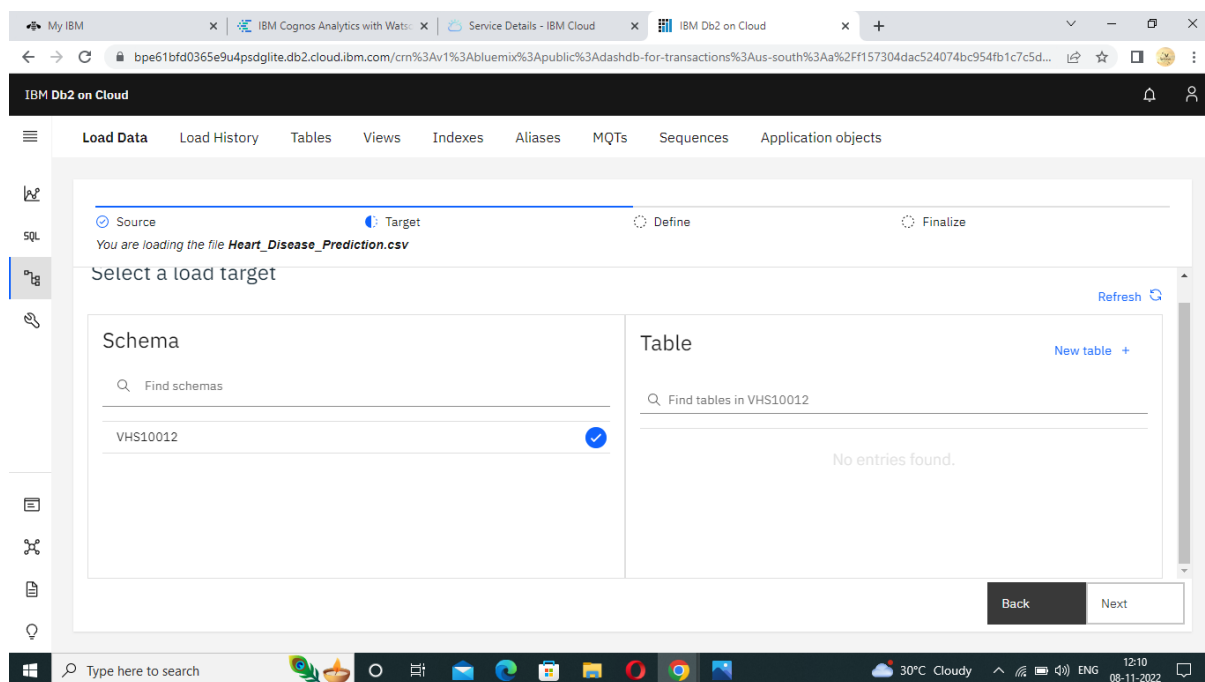 My IBM
IBM Cognos Analytics with Watso
Service Details - IBM Cloud
IBM Db2 on Cloud
bpe61bfd0365e9u4psdglite.db2.cloud.ibm.com/crn%3Av1%3Abluemix%3Apublic%3Adashdb-for-transactions%3Aus-south%3Aa%2Ff157304dac524074bc954fb1c7c5d...
IBM Db2 on Cloud
Load Data Load History Tables Views Indexes Aliases MQTs Sequences Application objects
SQL
Source Target Define Finalize
You are loading the file Heart_Disease_Prediction.csv
Select a load target
Refresh
Schema
Find schemas
VHS10012
Table
New table +
Find tables in VHS10012
No entries found.
Back Next
Type here to search
30°C Cloudy
ENG
12:10
08-11-2022